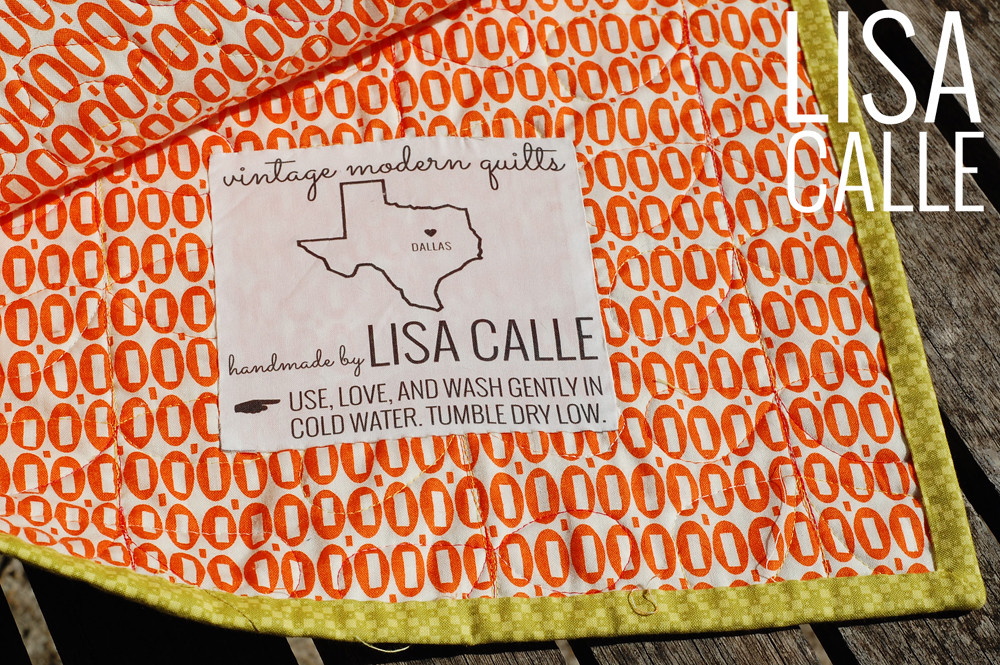 LISA
CALLE
vintage modern quilts
DALLAS
handmade by LISA CALLE
USE, LOVE, AND WASH GENTLY IN
COLD WATER. TUMBLE DRY LOW.